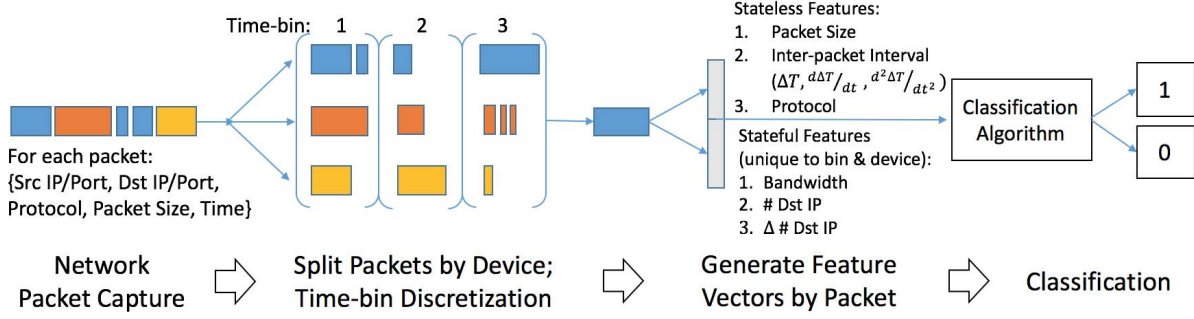 Time-bin: 1 2 3
For each packet:
{Src IP/Port, Dst IP/Port,
Protocol, Packet Size, Time}
Stateless Features:
1. Packet Size
2. Inter-packet Interval
(ΔT, dΔT/dt , d²ΔT/dt²)
3. Protocol
Stateful Features
(unique to bin & device):
1. Bandwidth
2. # Dst IP
3. Δ # Dst IP
Classification
Algorithm
1
0
Network
Packet Capture
Split Packets by Device;
Time-bin Discretization
Generate Feature
Vectors by Packet
Classification